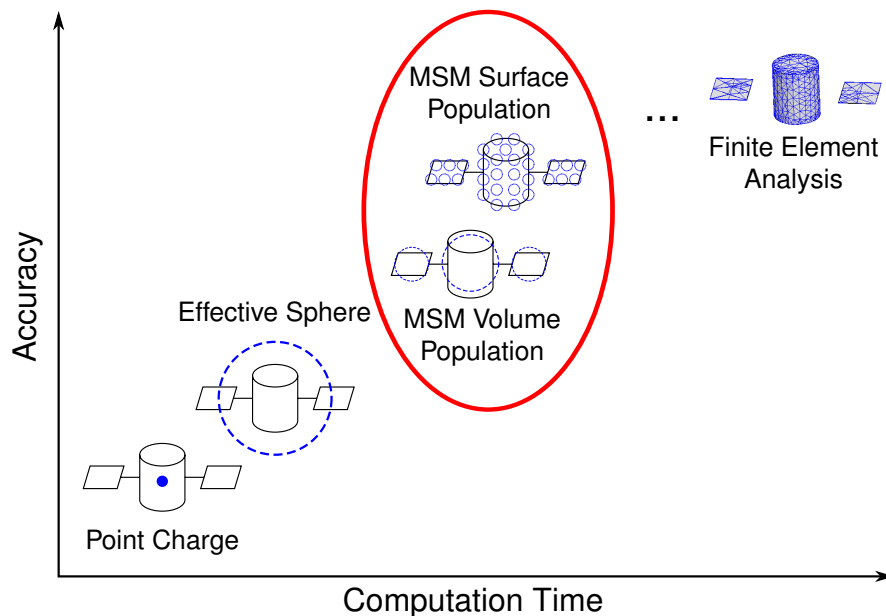 MSM Surface
Population
...
Finite Element
Analysis
MSM Volume
Population
Effective Sphere
Point Charge
Accuracy
Computation Time